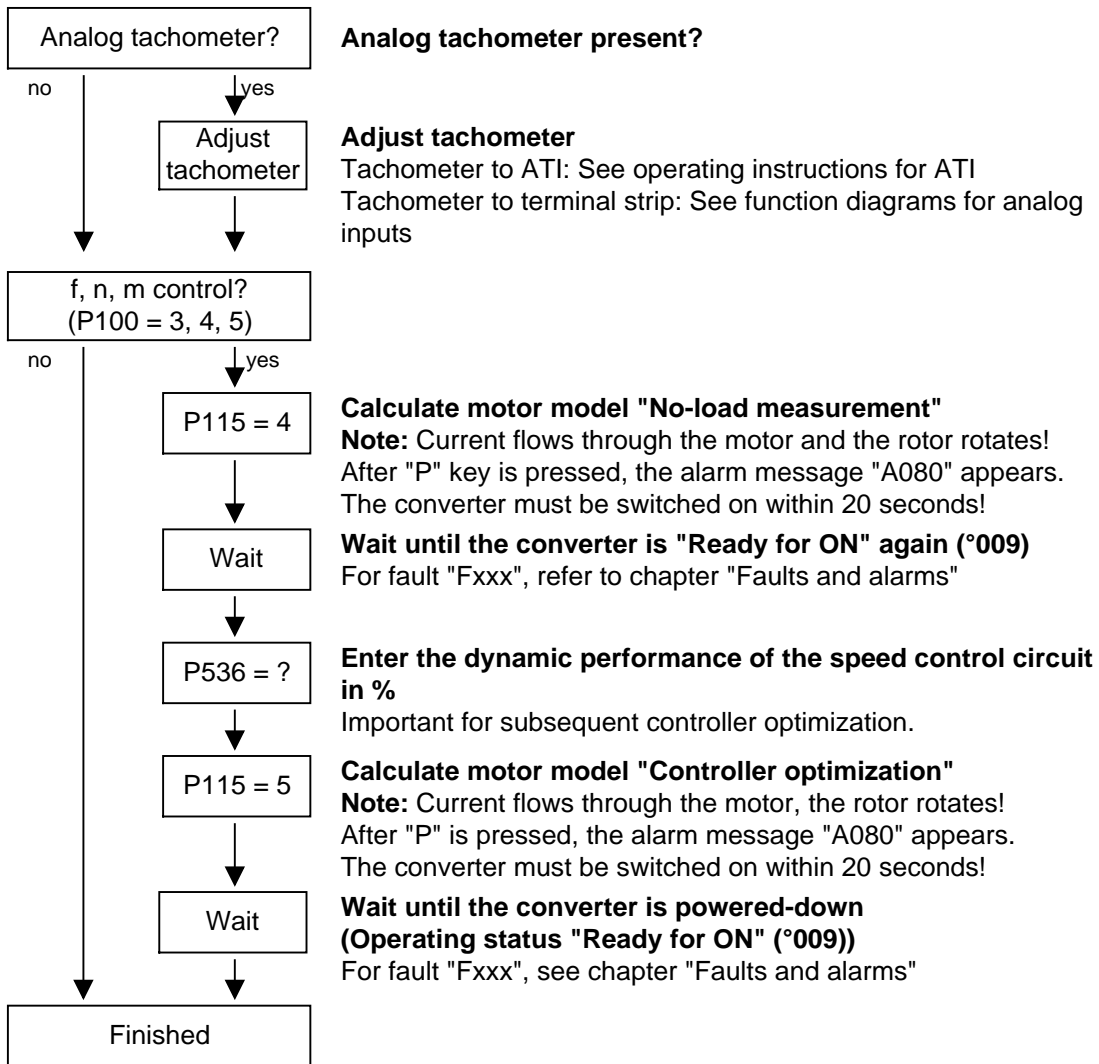 Analog tachometer?
Analog tachometer present?
no
yes
Adjust
tachometer
Adjust tachometer
Tachometer to ATI: See operating instructions for ATI
Tachometer to terminal strip: See function diagrams for analog
inputs
f, n, m control?
(P100 = 3, 4, 5)
no
yes
P115 = 4
Calculate motor model "No-load measurement"
Note: Current flows through the motor and the rotor rotates!
After "P" key is pressed, the alarm message "A080" appears.
The converter must be switched on within 20 seconds!
Wait
Wait until the converter is "Ready for ON" again (°009)
For fault "Fxxx", refer to chapter "Faults and alarms"
P536 = ?
Enter the dynamic performance of the speed control circuit
in %
Important for subsequent controller optimization.
P115 = 5
Calculate motor model "Controller optimization"
Note: Current flows through the motor, the rotor rotates!
After "P" is pressed, the alarm message "A080" appears.
The converter must be switched on within 20 seconds!
Wait
Wait until the converter is powered-down
(Operating status "Ready for ON" (°009))
For fault "Fxxx", see chapter "Faults and alarms"
Finished